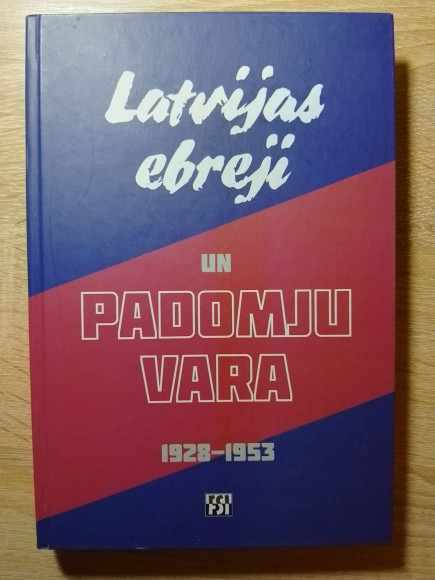 Latvijas
ebreji
UN
PADOMJU
VARA
1928–1953
FSI